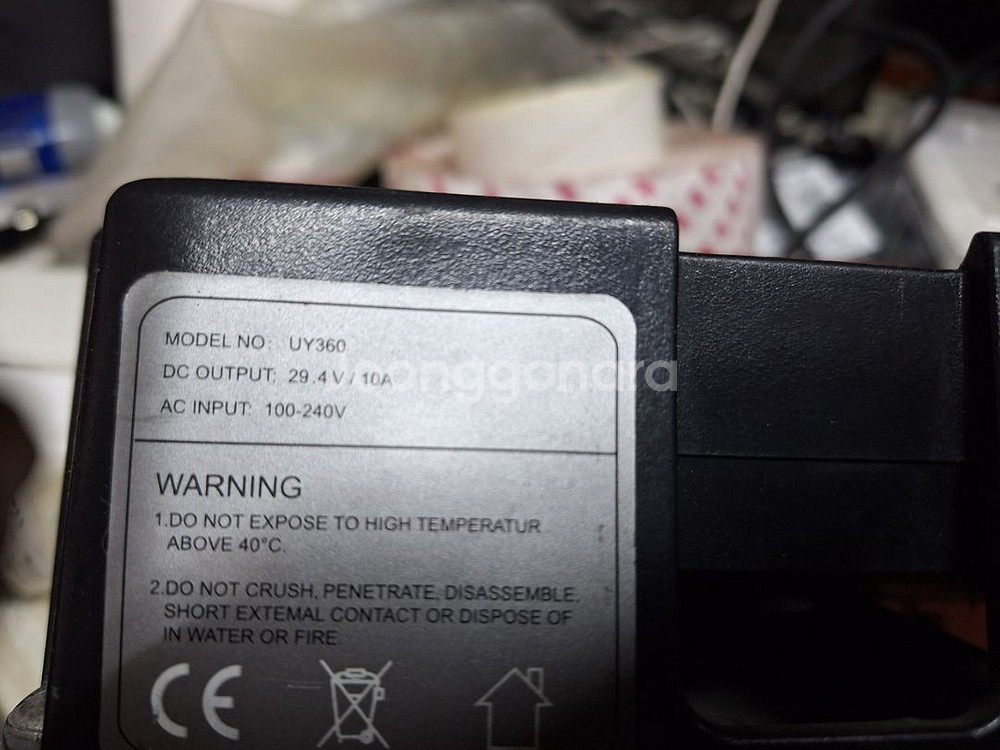 MODEL NO: UY360
DC OUTPUT: 29.4V / 10A
AC INPUT: 100-240V
WARNING
1.DO NOT EXPOSE TO HIGH TEMPERATUR
ABOVE 40°C.
2.DO NOT CRUSH, PENETRATE, DISASSEMBLE,
SHORT EXTEMAL CONTACT OR DISPOSE OF
IN WATER OR FIRE
CE